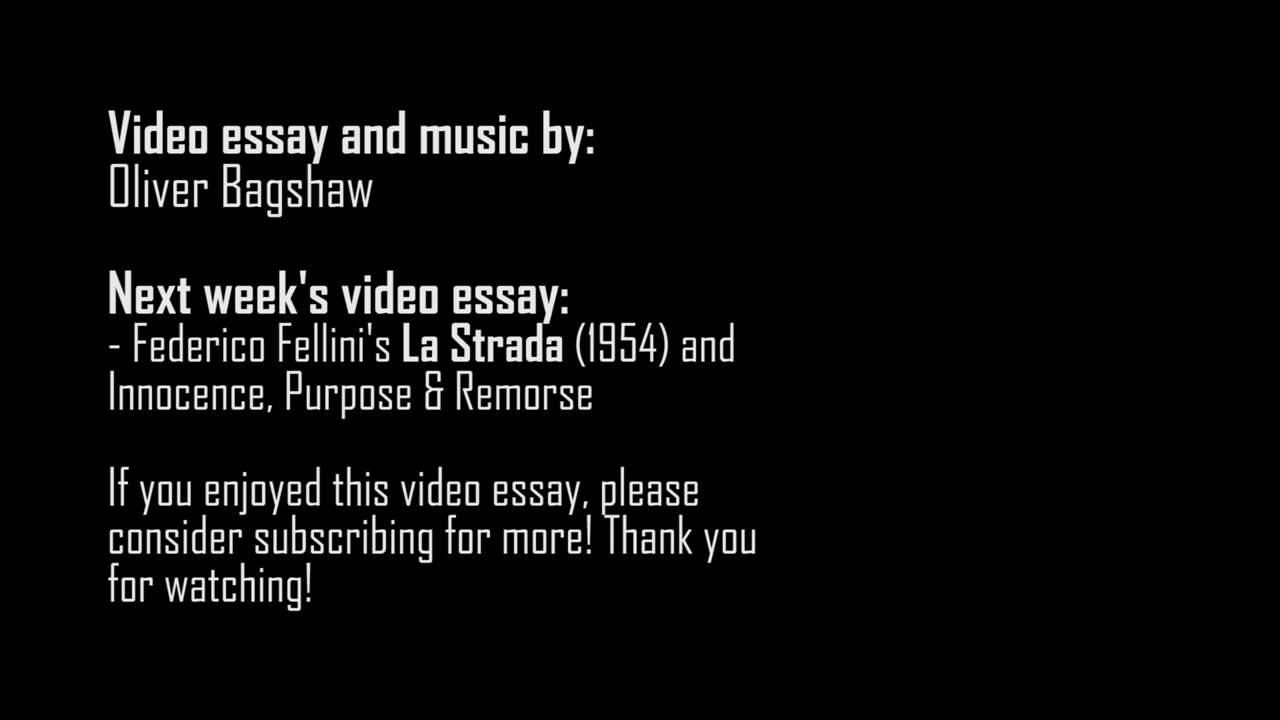 Video essay and music by:
Oliver Bagshaw
Next week's video essay:
- Federico Fellini's La Strada (1954) and
Innocence, Purpose & Remorse
If you enjoyed this video essay, please
consider subscribing for more! Thank you
for watching!